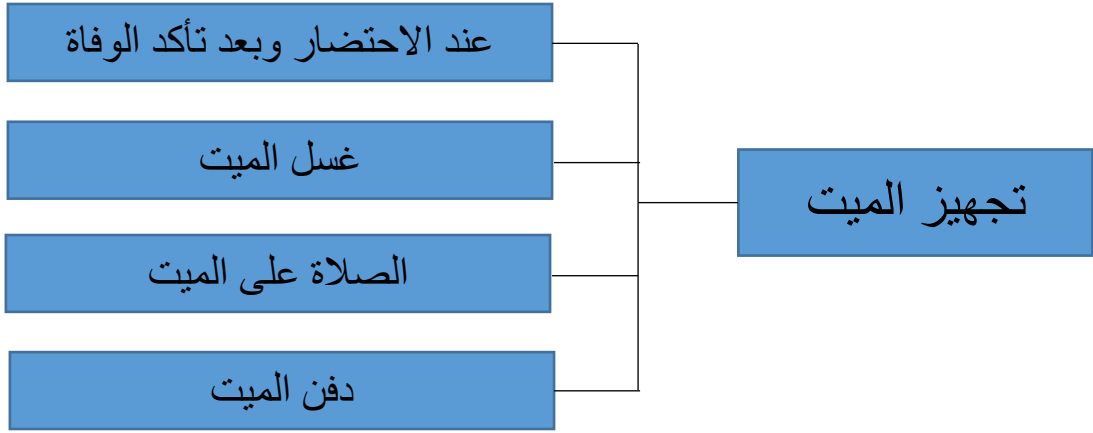 تجهيز الميت
عند الاحتضار وبعد تأكد الوفاة
غسل الميت
الصلاة على الميت
دفن الميت